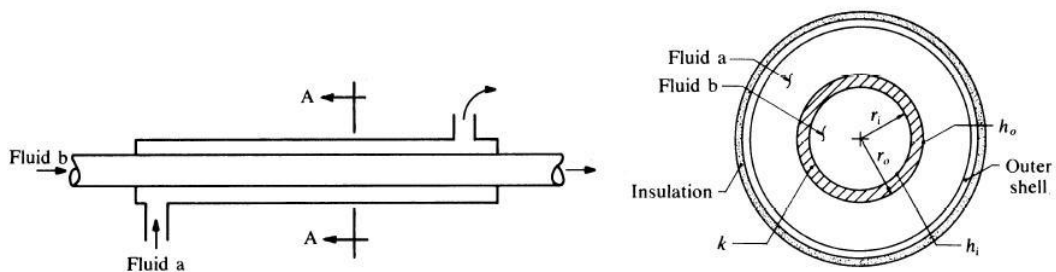 A
A
Fluid b
Fluid a
Fluid a
Fluid b
r_i
r_o
h_o
Insulation
Outer
shell
k
h_i